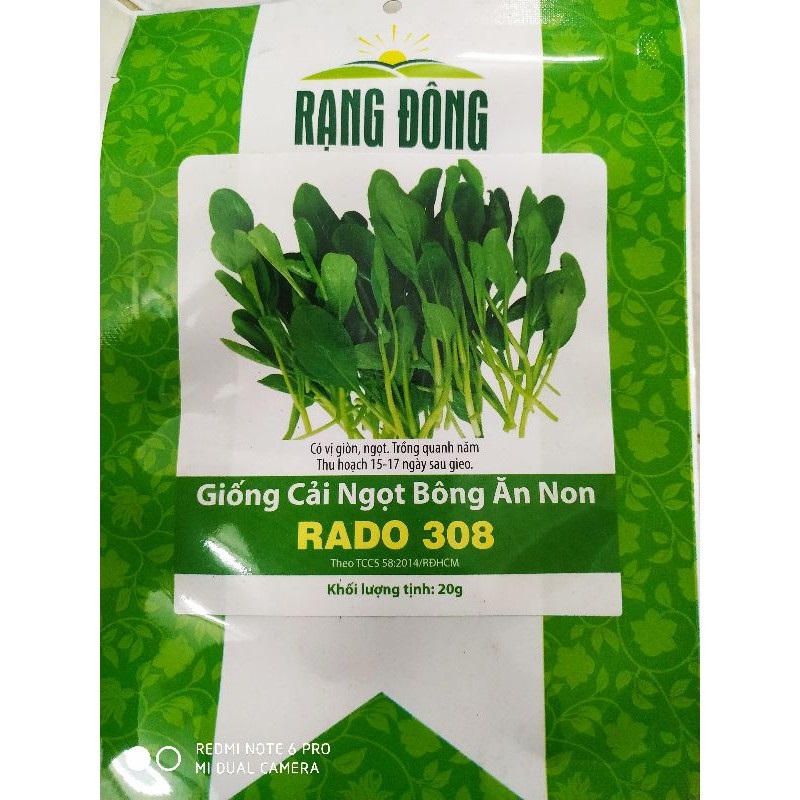 RẠNG ĐÔNG
Có vị giòn, ngọt. Trồng quanh năm
Thu hoạch 15-17 ngày sau gieo.
Giống Cải Ngọt Bông Ăn Non
RADO 308
Theo TCCS 58:2014/RĐHCM
Khối lượng tịnh: 20g
REDMI NOTE 6 PRO
MI DUAL CAMERA